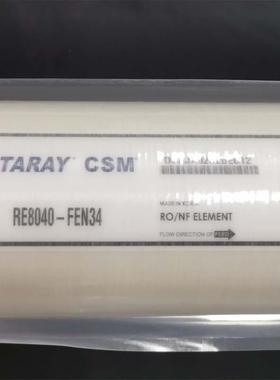 TARAY CSM
RE8040-FEN34
MADE IN KOREA
RO/NF ELEMENT
FLOW DIRECTION OF FEED